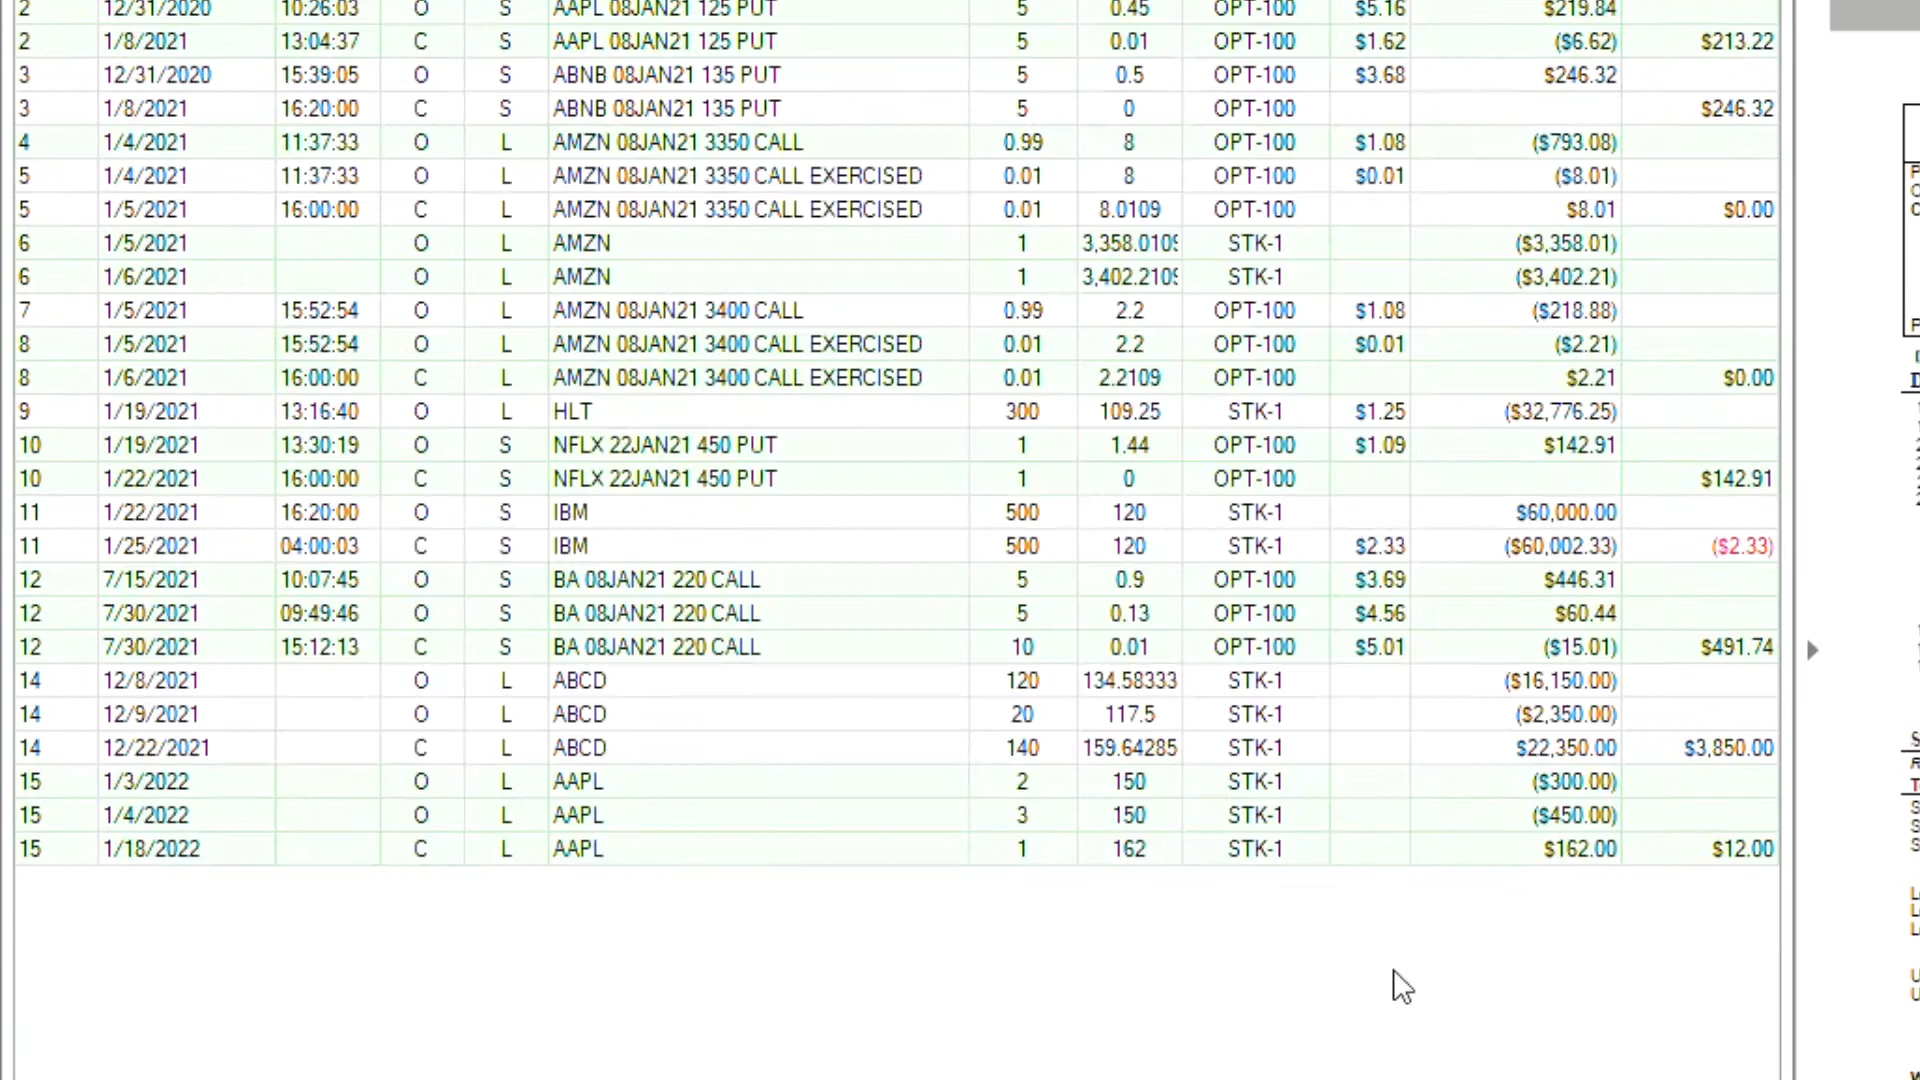 2 12/31/2020 10:26:03 O S AAPL 08JAN21 125 PUT 5 0.45 OPT-100 $5.16 $219.84
2 1/8/2021 13:04:37 C S AAPL 08JAN21 125 PUT 5 0.01 OPT-100 $1.62 ($6.62) $213.22
3 12/31/2020 15:39:05 O S ABNB 08JAN21 135 PUT 5 0.5 OPT-100 $3.68 $246.32
3 1/8/2021 16:20:00 C S ABNB 08JAN21 135 PUT 5 0 OPT-100 $246.32
4 1/4/2021 11:37:33 O L AMZN 08JAN21 3350 CALL 0.99 8 OPT-100 $1.08 ($793.08)
5 1/4/2021 11:37:33 O L AMZN 08JAN21 3350 CALL EXERCISED 0.01 8 OPT-100 $0.01 ($8.01)
5 1/5/2021 16:00:00 C L AMZN 08JAN21 3350 CALL EXERCISED 0.01 8.0109 OPT-100 $8.01 $0.00
6 1/5/2021 O L AMZN 1 3,358.0109 STK-1 ($3,358.01)
6 1/6/2021 O L AMZN 1 3,402.2109 STK-1 ($3,402.21)
7 1/5/2021 15:52:54 O L AMZN 08JAN21 3400 CALL 0.99 2.2 OPT-100 $1.08 ($218.88)
8 1/5/2021 15:52:54 O L AMZN 08JAN21 3400 CALL EXERCISED 0.01 2.2 OPT-100 $0.01 ($2.21)
8 1/6/2021 16:00:00 C L AMZN 08JAN21 3400 CALL EXERCISED 0.01 2.2109 OPT-100 $2.21 $0.00
9 1/19/2021 13:16:40 O L HLT 300 109.25 STK-1 $1.25 ($32,776.25)
10 1/19/2021 13:30:19 O S NFLX 22JAN21 450 PUT 1 1.44 OPT-100 $1.09 $142.91
10 1/22/2021 16:00:00 C S NFLX 22JAN21 450 PUT 1 0 OPT-100 $142.91
11 1/22/2021 16:20:00 O S IBM 500 120 STK-1 $60,000.00
11 1/25/2021 04:00:03 C S IBM 500 120 STK-1 $2.33 ($60,002.33) ($2.33)
12 7/15/2021 10:07:45 O S BA 08JAN21 220 CALL 5 0.9 OPT-100 $3.69 $446.31
12 7/30/2021 09:49:46 O S BA 08JAN21 220 CALL 5 0.13 OPT-100 $4.56 $60.44
12 7/30/2021 15:12:13 C S BA 08JAN21 220 CALL 10 0.01 OPT-100 $5.01 ($15.01) $491.74
14 12/8/2021 O L ABCD 120 134.58333 STK-1 ($16,150.00)
14 12/9/2021 O L ABCD 20 117.5 STK-1 ($2,350.00)
14 12/22/2021 C L ABCD 140 159.64285 STK-1 $22,350.00 $3,850.00
15 1/3/2022 O L AAPL 2 150 STK-1 ($300.00)
15 1/4/2022 O L AAPL 3 150 STK-1 ($450.00)
15 1/18/2022 C L AAPL 1 162 STK-1 $162.00 $12.00